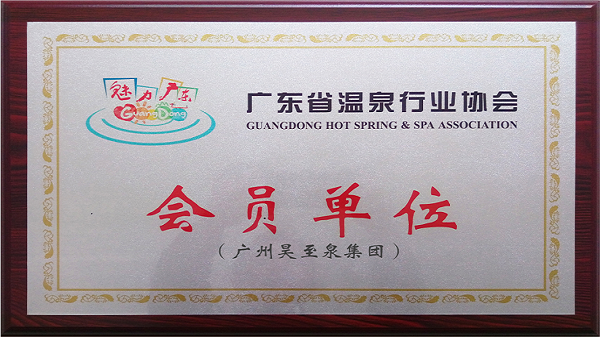 魅力广东
GuangDong
广东省温泉行业协会
GUANGDONG HOT SPRING & SPA ASSOCIATION
会员单位
（广州昊至泉集团）